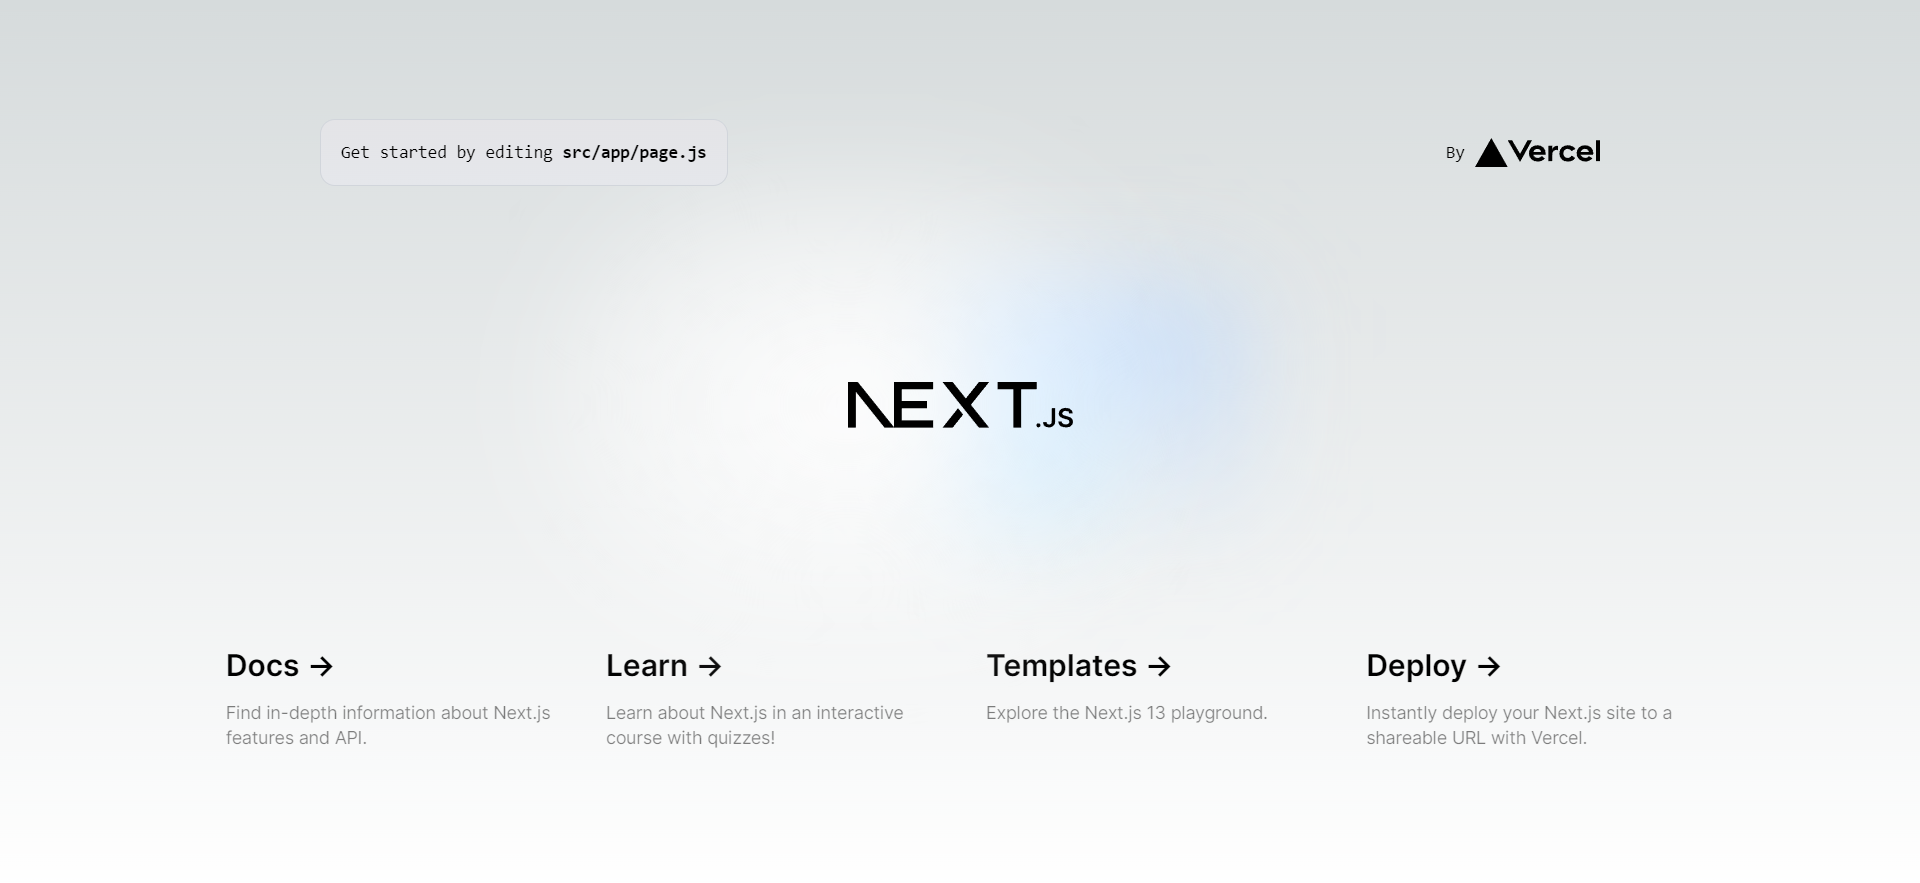 Get started by editing src/app/page.js
By Vercel
NEXT.JS
Docs →
Find in-depth information about Next.js
features and API.
Learn →
Learn about Next.js in an interactive
course with quizzes!
Templates →
Explore the Next.js 13 playground.
Deploy →
Instantly deploy your Next.js site to a
shareable URL with Vercel.